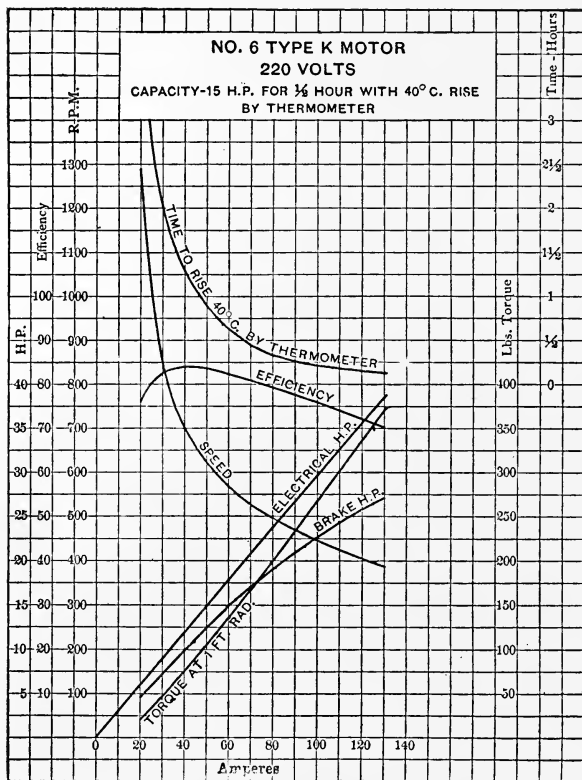 NO. 6 TYPE K MOTOR
220 VOLTS
CAPACITY-15 H.P. FOR ½ HOUR WITH 40° C. RISE
BY THERMOMETER
Time - Hours
R.P.M.
Efficiency
H.P.
Lbs. Torque
3
1300 2½
1200 2
1½
100 1000 1
90 900 ½
40 80 800 400 0
35 70 700 350
30 60 600 300
25 50 500 250
20 40 400 200
15 30 300 150
10 20 200 100
5 10 100 50
1100
TIME TO RISE 40° C. BY THERMOMETER
EFFICIENCY
SPEED
ELECTRICAL H.P.
BRAKE H.P.
TORQUE AT 1 FT. RAD.
0 20 40 60 80 100 120 140
Amperes